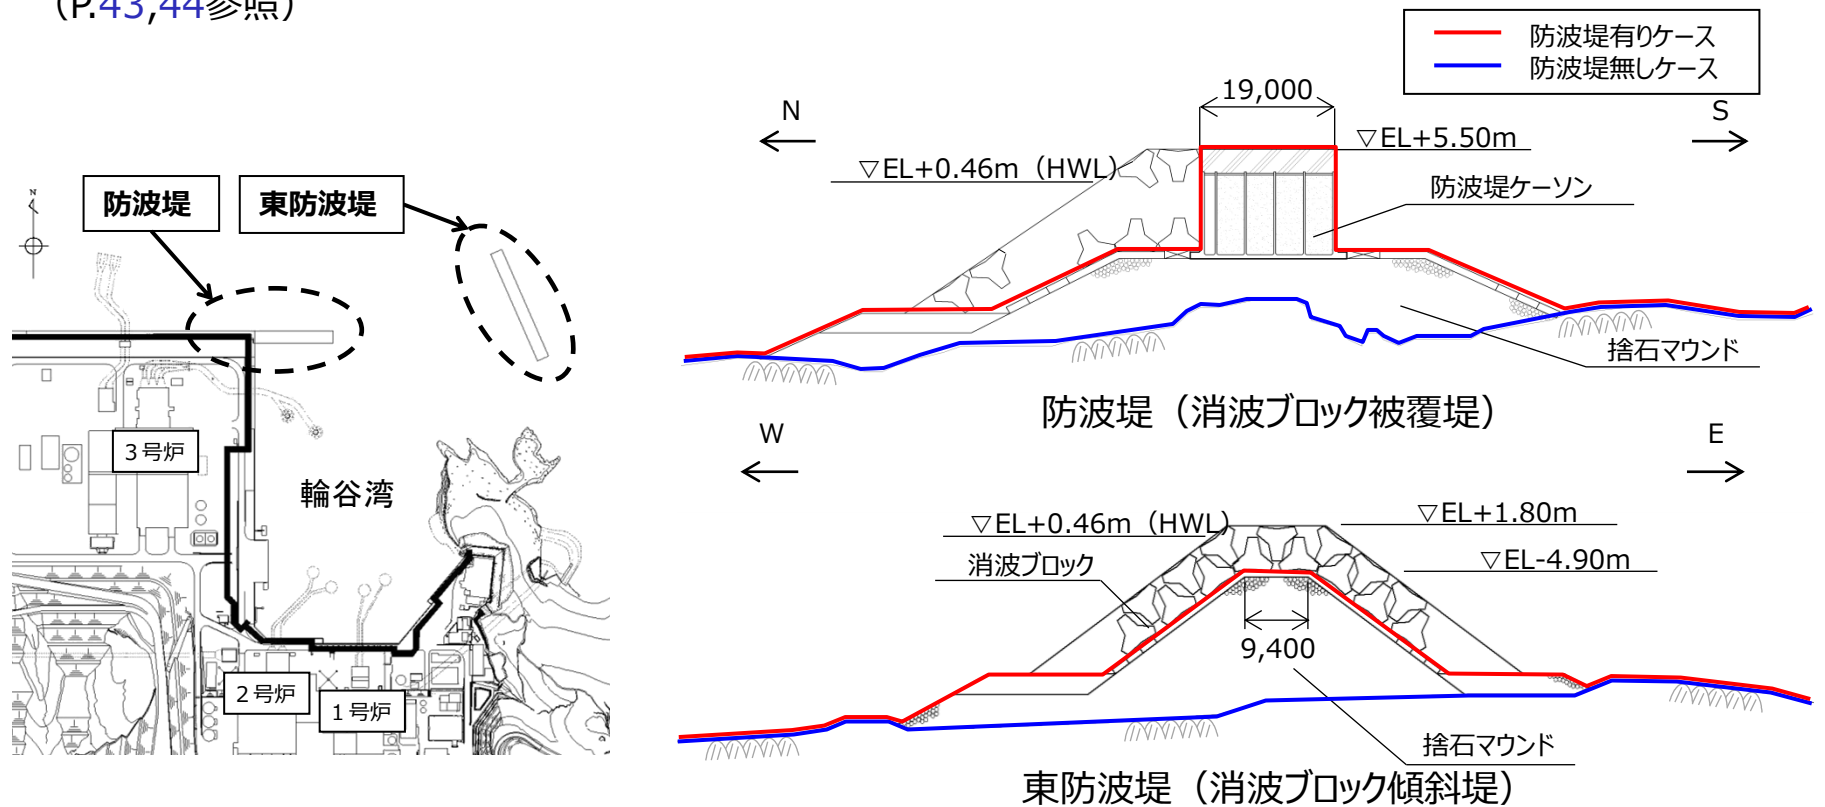 (P.43,44参照)
防波堤有りケース
防波堤無しケース
N
防波堤
東防波堤
3号炉
輪谷湾
2号炉
1号炉
19,000
N
S
▽EL+5.50m
▽EL+0.46m (HWL)
防波堤ケーソン
捨石マウンド
防波堤(消波ブロック被覆堤)
W
E
▽EL+0.46m (HWL)
▽EL+1.80m
消波ブロック
▽EL-4.90m
9,400
捨石マウンド
東防波堤(消波ブロック傾斜堤)